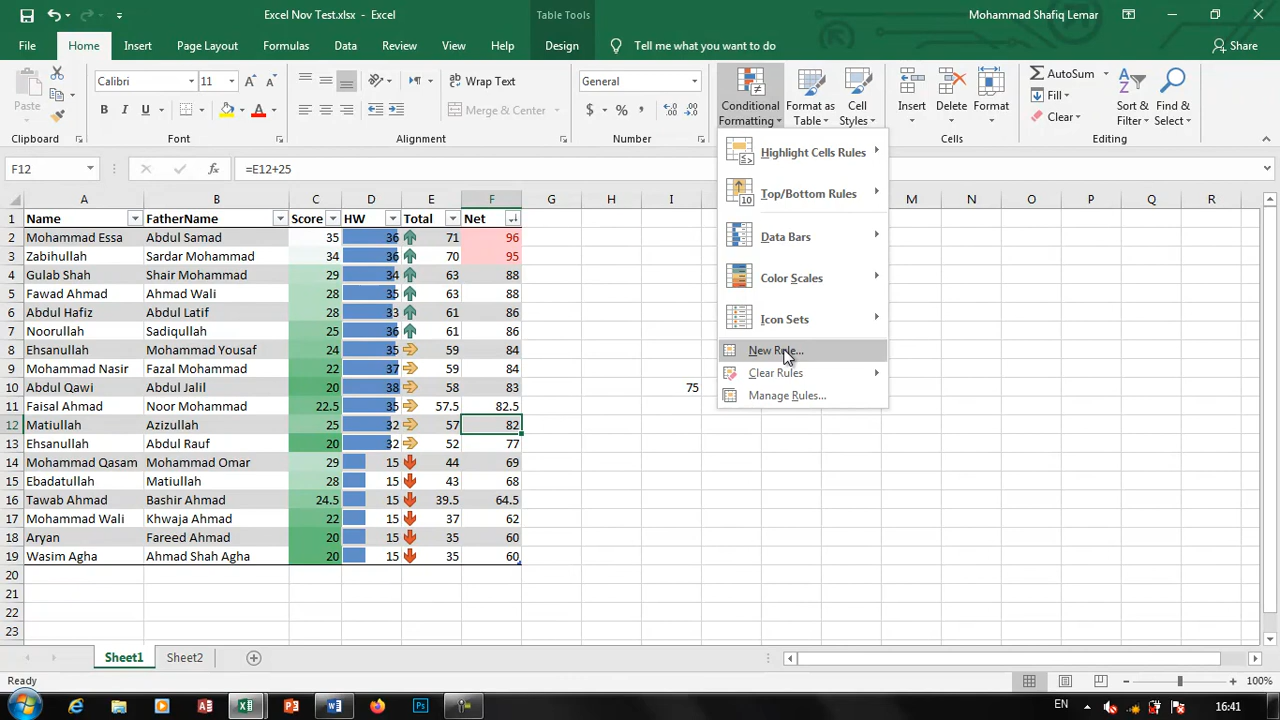 Excel Nov Test.xlsx - Excel
Table Tools
Mohammad Shafiq Lemar
File Home Insert Page Layout Formulas Data Review View Help Design Tell me what you want to do Share
Paste
Calibri 11
Wrap Text
General
Conditional Formatting
Format as Table
Cell Styles
Insert Delete Format
AutoSum
B I U
Merge & Center
$ % ,
Fill
Sort & Filter
Find & Select
Clear
Clipboard Font Alignment Number Cells Editing
F12 =E12+25
Highlight Cells Rules
Top/Bottom Rules
Data Bars
Color Scales
Icon Sets
New Rule...
Clear Rules
Manage Rules...
A B C D E F G H I L M N O P Q R
1 Name FatherName Score HW Total Net
2 Mohammad Essa Abdul Samad 35 36 71 96
3 Zabihullah Sardar Mohammad 34 36 70 95
4 Gulab Shah Shair Mohammad 29 34 63 88
5 Fawad Ahmad Ahmad Wali 28 35 63 88
6 Abdul Hafiz Abdul Latif 28 33 61 86
7 Noorullah Sadiqullah 25 36 61 86
8 Ehsanullah Mohammad Yousaf 24 35 59 84
9 Mohammad Nasir Fazal Mohammad 22 37 59 84
10 Abdul Qawi Abdul Jalil 20 38 58 83 75
11 Faisal Ahmad Noor Mohammad 22.5 35 57.5 82.5
12 Matiullah Azizullah 25 32 57 82
13 Ehsanullah Abdul Rauf 20 32 52 77
14 Mohammad Qasam Mohammad Omar 29 15 44 69
15 Ebadatullah Matiullah 28 15 43 68
16 Tawab Ahmad Bashir Ahmad 24.5 15 39.5 64.5
17 Mohammad Wali Khwaja Ahmad 22 15 37 62
18 Aryan Fareed Ahmad 20 15 35 60
19 Wasim Agha Ahmad Shah Agha 20 15 35 60
20
21
22
23
Sheet1 Sheet2
Ready 100%
EN 16:41